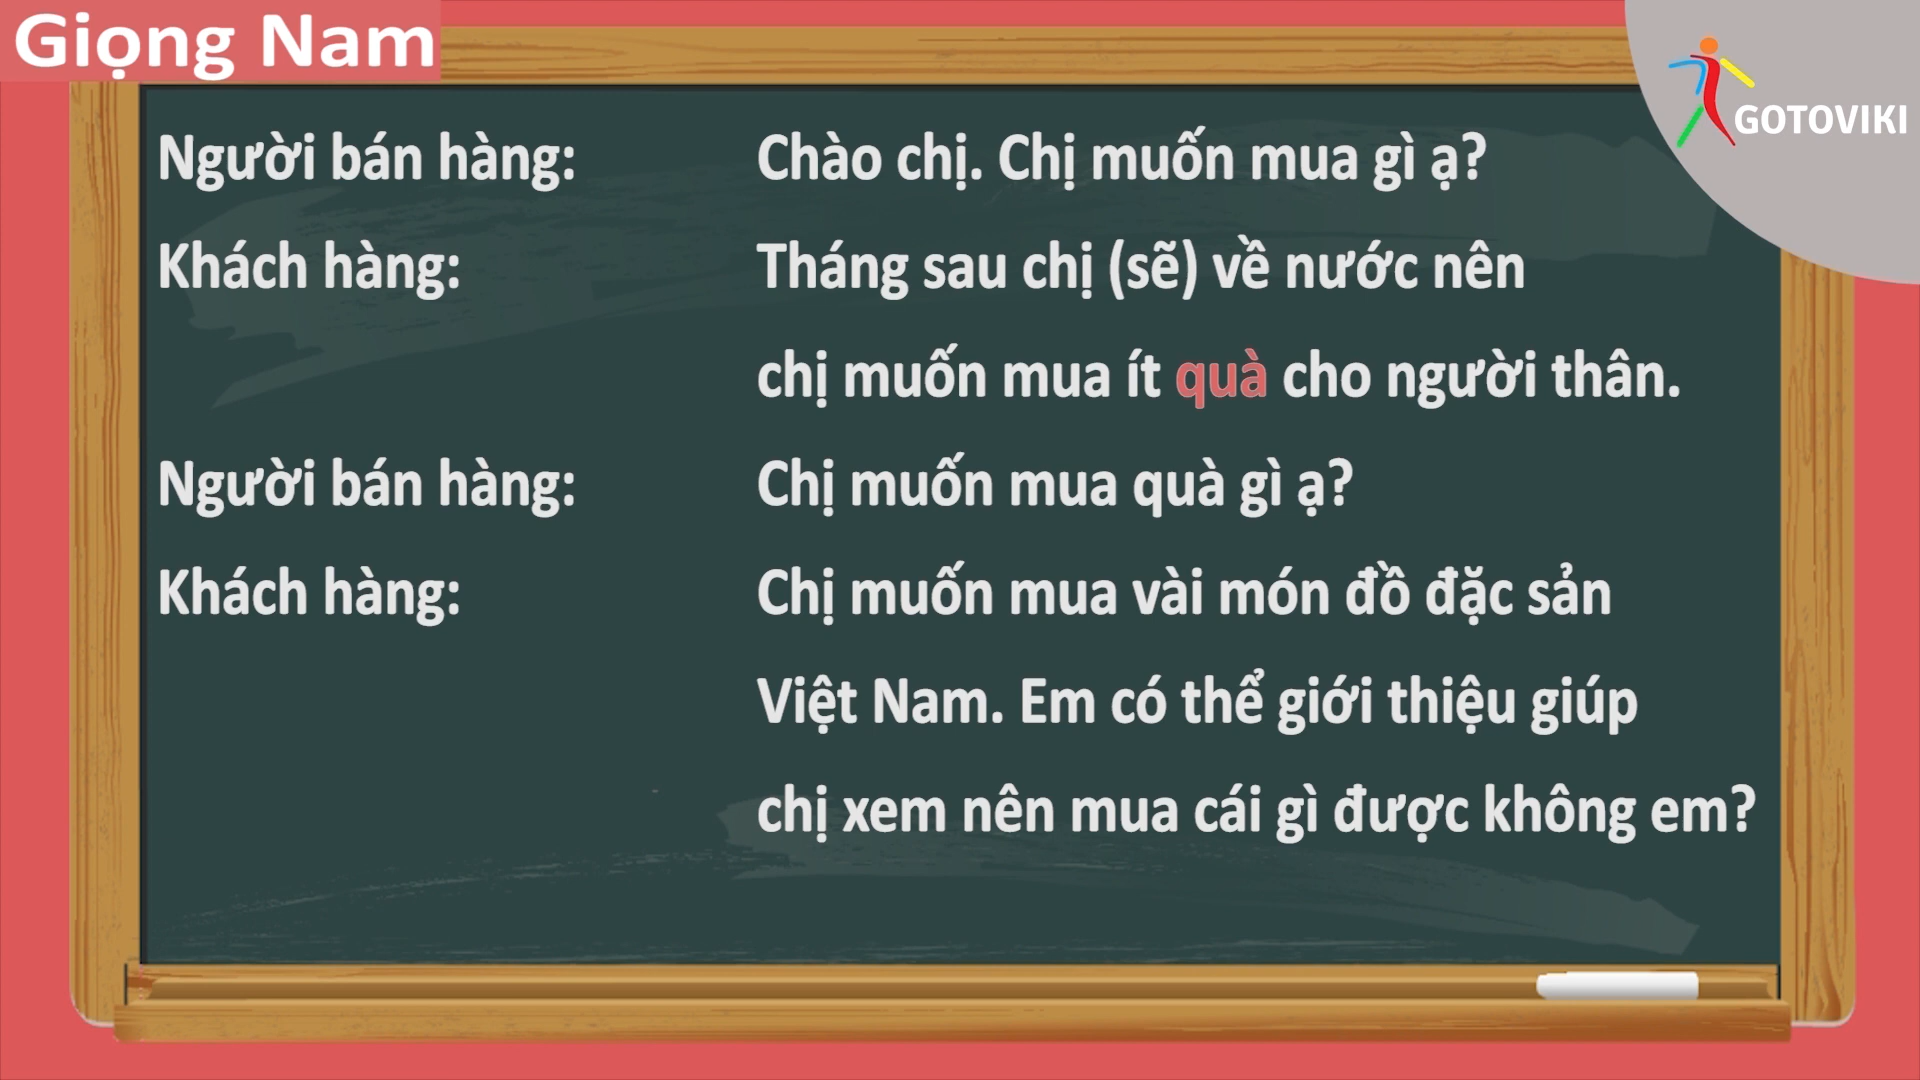 Giọng Nam
GOTOVIKI
Người bán hàng: Chào chị. Chị muốn mua gì ạ?
Khách hàng: Tháng sau chị (sẽ) về nước nên
chị muốn mua ít quà cho người thân.
Người bán hàng: Chị muốn mua quà gì ạ?
Khách hàng: Chị muốn mua vài món đồ đặc sản
Việt Nam. Em có thể giới thiệu giúp
chị xem nên mua cái gì được không em?